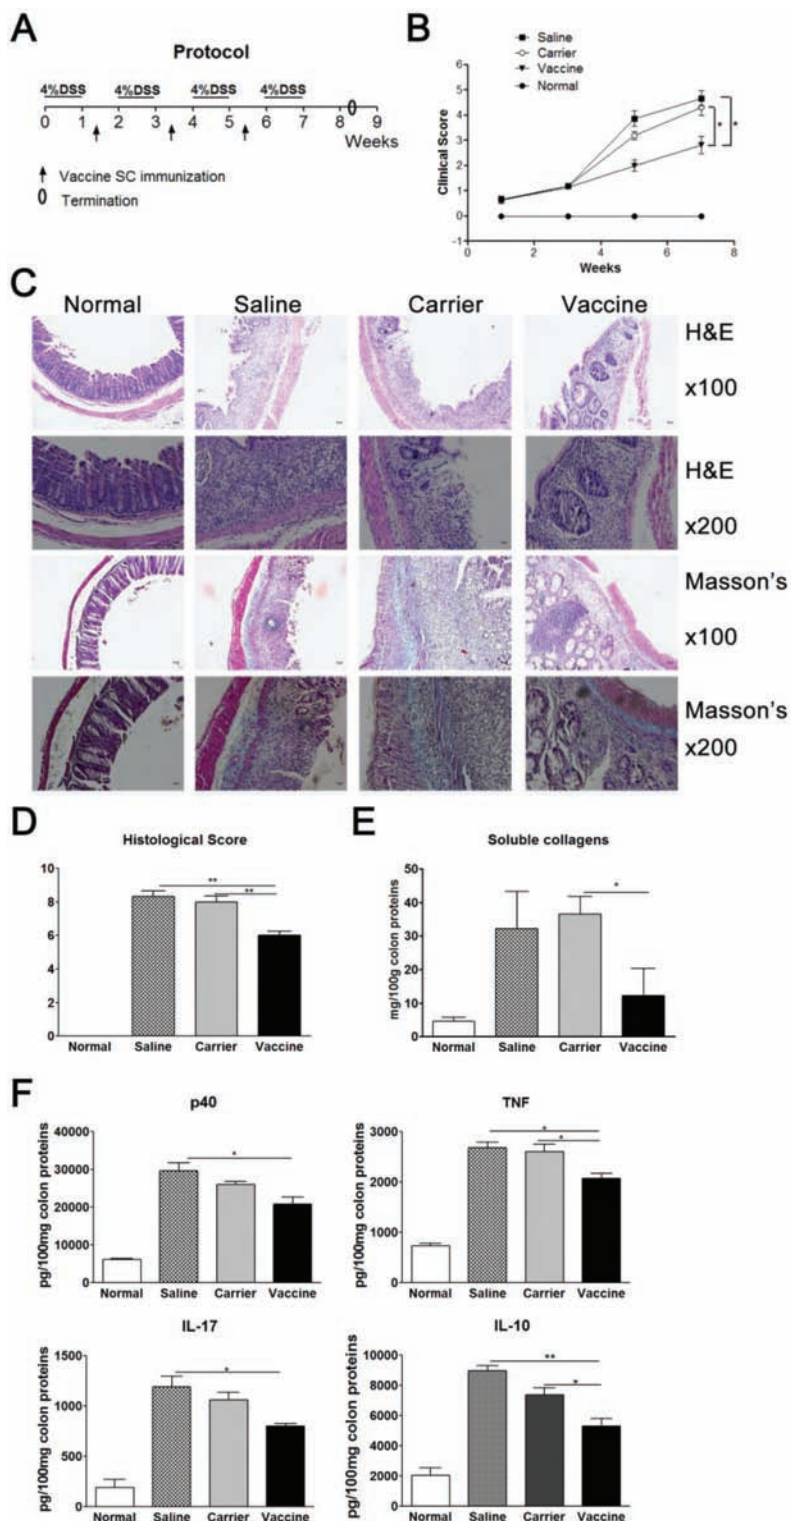 A
Protocol
4%DSS 4%DSS 4%DSS 4%DSS
0 1 2 3 4 5 6 7 8 9
Weeks
Vaccine SC immunization
Termination
B
Saline
Carrier
Vaccine
Normal
Clinical Score
6
5
4
3
2
1
0
-1
* *
0 2 4 6 8
Weeks
C
Normal Saline Carrier Vaccine
H&E
x100
H&E
x200
Masson's
x100
Masson's
x200
D
Histological Score
8
6
4
2
0
**
**
Normal Saline Carrier Vaccine
E
Soluble collagens
mg/100g colon proteins
50
40
30
20
10
0
*
Normal Saline Carrier Vaccine
F
p40
pg/100mg colon proteins
40000
30000
20000
10000
0
*
Normal Saline Carrier Vaccine
TNF
pg/100mg colon proteins
3000
2000
1000
0
*
*
Normal Saline Carrier Vaccine
IL-17
pg/100mg colon proteins
1500
1000
500
0
*
Normal Saline Carrier Vaccine
IL-10
pg/100mg colon proteins
10000
8000
6000
4000
2000
0
**
*
Normal Saline Carrier Vaccine